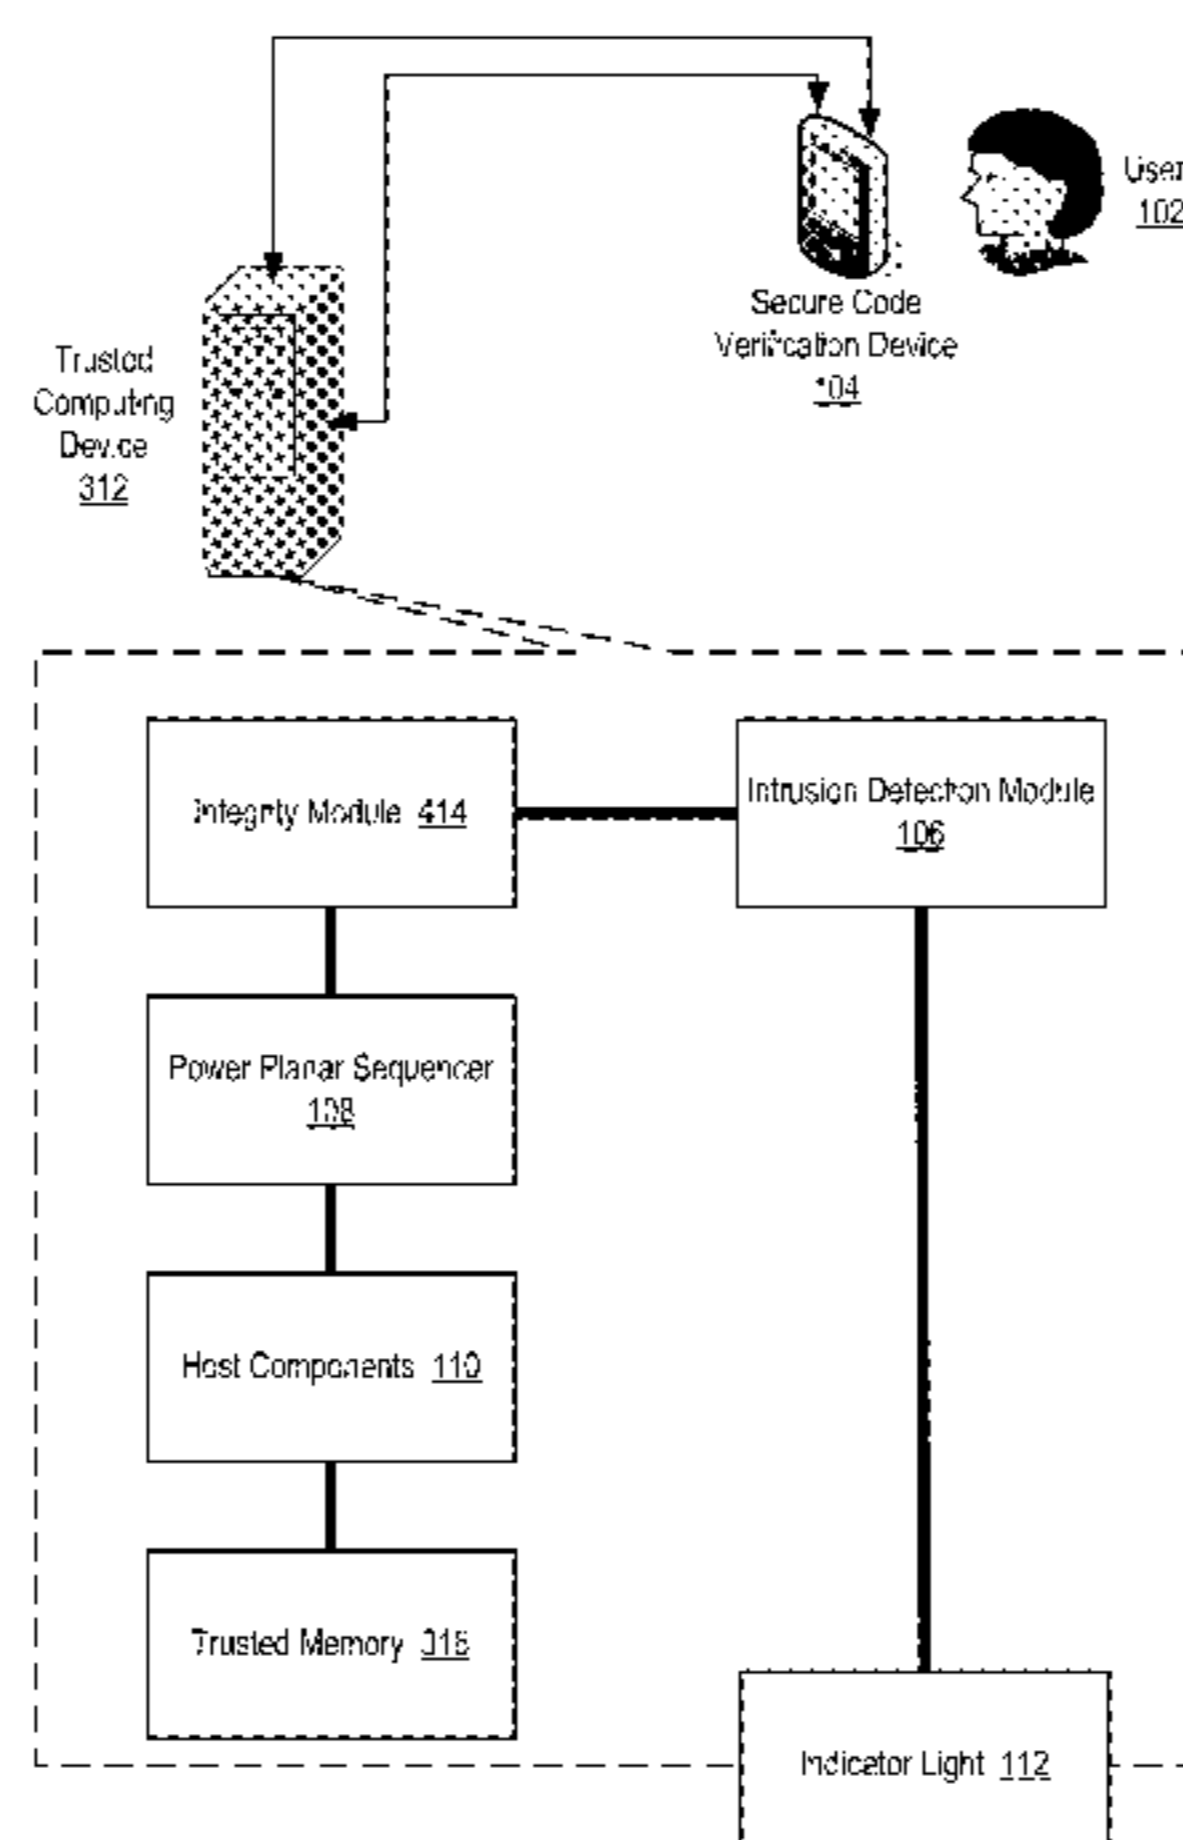 User
102
Secure Code
Verification Device
104
Trusted
Computing
Device
312
Integrity Module 414
Intrusion Detection Module
106
Power Planar Sequencer
108
Host Components 110
Trusted Memory 316
Indicator Light 112